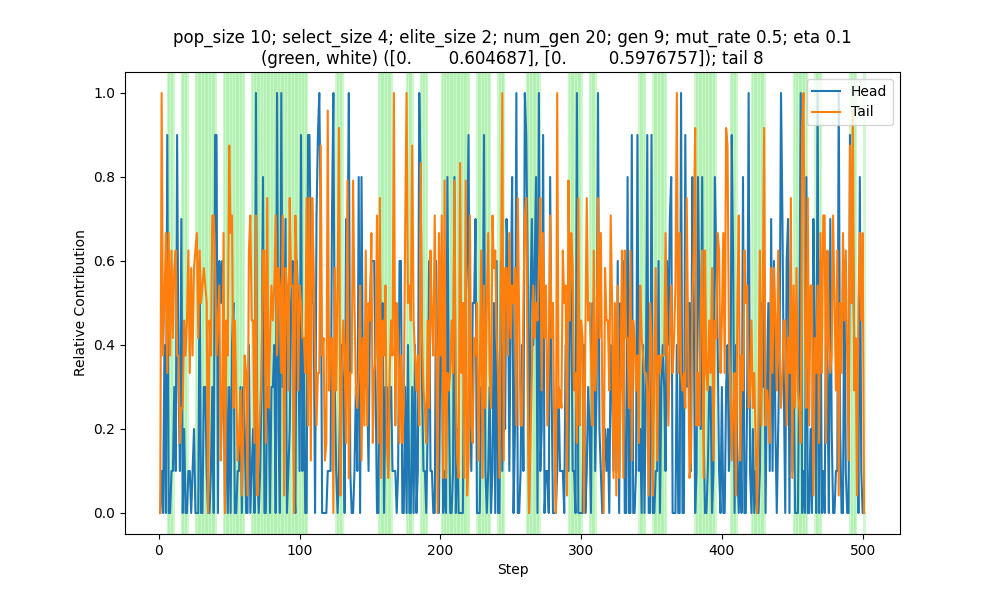 pop_size 10; select_size 4; elite_size 2; num_gen 20; gen 9; mut_rate 0.5; eta 0.1
(green, white) ([0. 0.604687], [0. 0.5976757]); tail 8
Head
Tail
1.0
0.8
0.6
0.4
0.2
0.0
Relative Contribution
0 100 200 300 400 500
Step